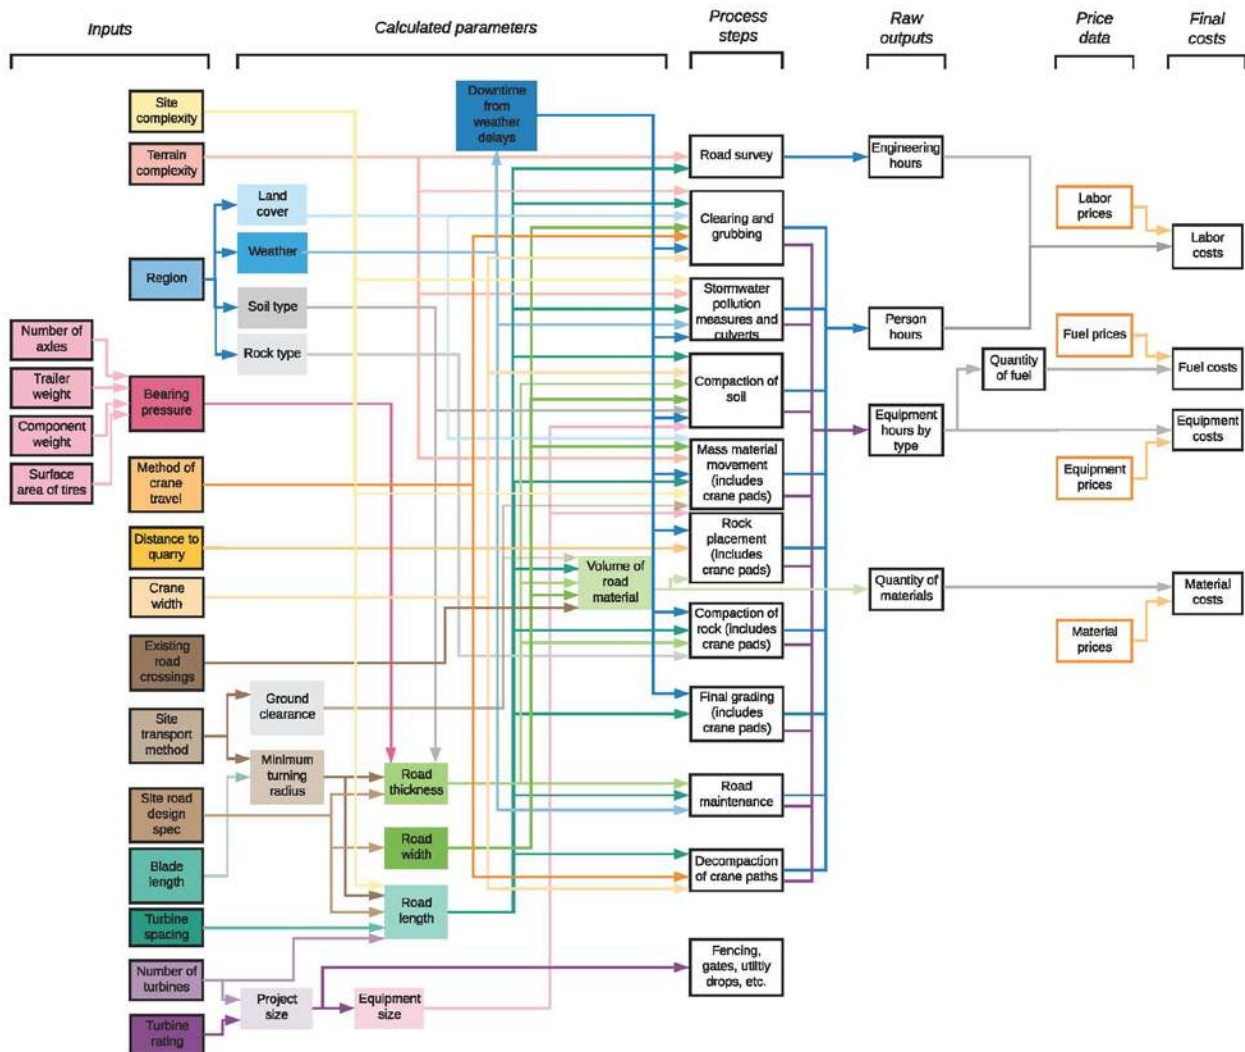 Inputs
Calculated parameters
Process
steps
Raw
outputs
Price
data
Final
costs
Site
complexity
Terrain
complexity
Region
Number of
axles
Trailer
weight
Component
weight
Surface
area of tires
Bearing
pressure
Method of
crane
travel
Distance to
quarry
Crane
width
Existing
road
crossings
Site
transport
method
Site road
design
spec
Blade
length
Turbine
spacing
Number of
turbines
Turbine
rating
Land
cover
Weather
Soil type
Rock type
Ground
clearance
Minimum
turning
radius
Project
size
Equipment
size
Road
thickness
Road
width
Road
length
Downtime
from
weather
delays
Volume of
road
material
Road survey
Clearing and
grubbing
Stormwater
pollution
measures and
culverts
Compaction of
soil
Mass material
movement
(includes
crane pads)
Rock
placement
(includes
crane pads)
Compaction of
rock (includes
crane pads)
Final grading
(includes
crane pads)
Road
maintenance
Decompaction
of crane paths
Fencing,
gates, utiltiy
drops, etc.
Engineering
hours
Person
hours
Equipment
hours by
type
Quantity
of fuel
Quantity of
materials
Labor
prices
Fuel prices
Equipment
prices
Material
prices
Labor
costs
Fuel costs
Equipment
costs
Material
costs